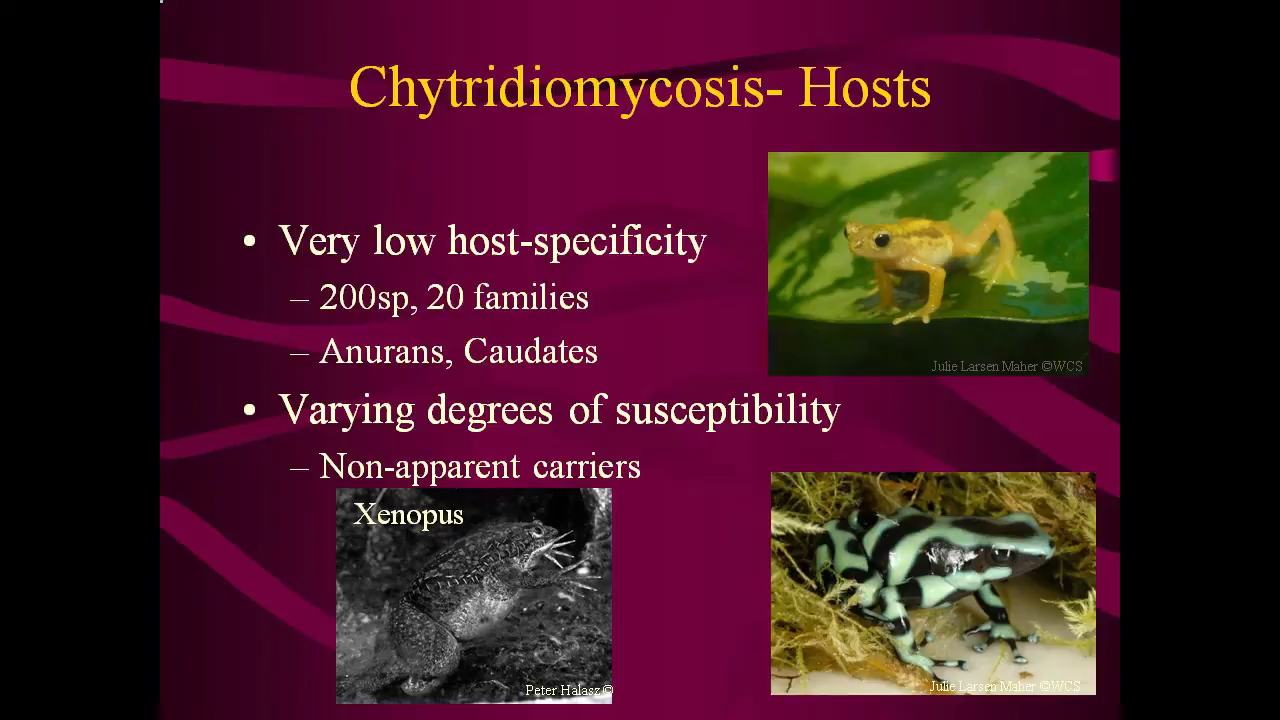 Chytridiomycosis- Hosts
• Very low host-specificity
– 200sp, 20 families
– Anurans, Caudates
• Varying degrees of susceptibility
– Non-apparent carriers
Julie Larsen Maher ©WCS
Xenopus
Peter Halasz ©
Julie Larsen Maher ©WCS